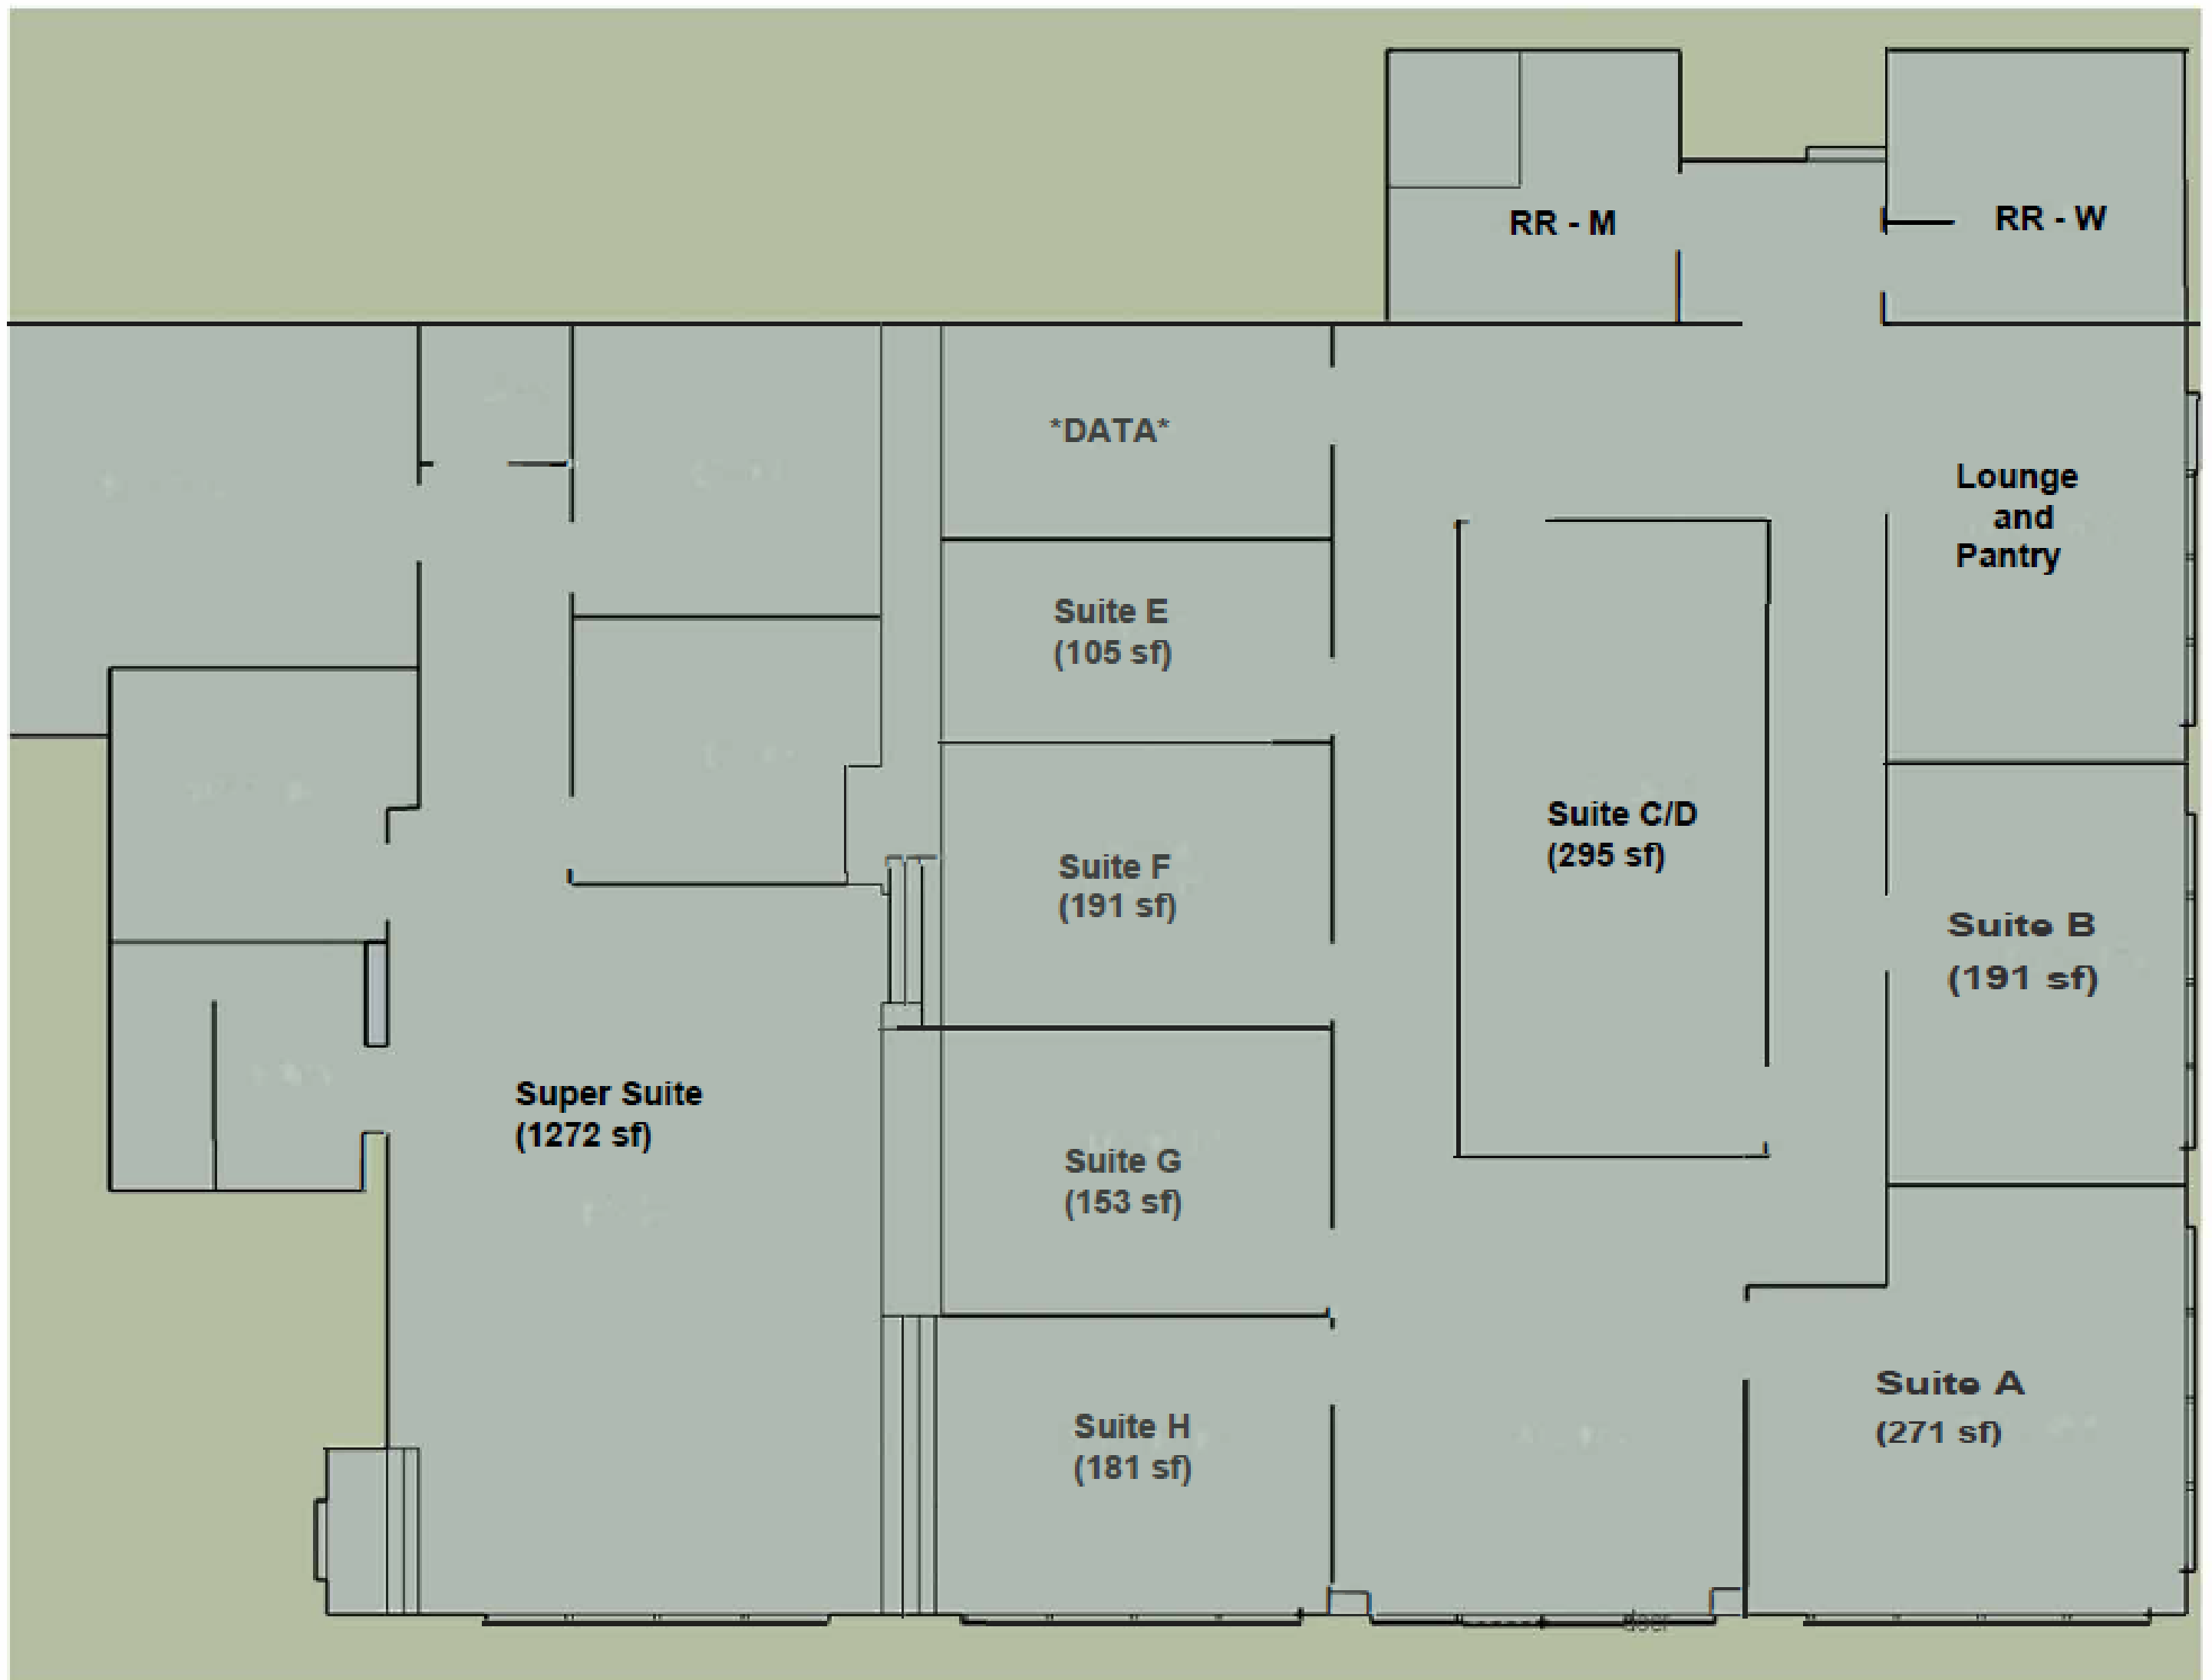 RR - M
RR - W
*DATA*
Lounge
and
Pantry
Suite E
(105 sf)
Suite C/D
(295 sf)
Suite F
(191 sf)
Suite B
(191 sf)
Super Suite
(1272 sf)
Suite G
(153 sf)
Suite A
(271 sf)
Suite H
(181 sf)
door